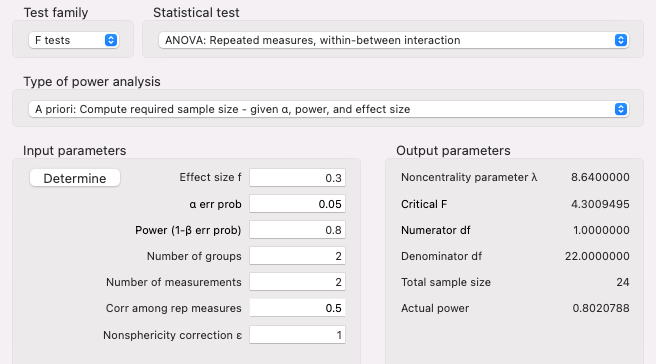 Test family Statistical test
F tests ANOVA: Repeated measures, within-between interaction
Type of power analysis
A priori: Compute required sample size - given α, power, and effect size
Input parameters Output parameters
Determine Effect size f 0.3 Noncentrality parameter λ 8.6400000
α err prob 0.05 Critical F 4.3009495
Power (1-β err prob) 0.8 Numerator df 1.0000000
Number of groups 2 Denominator df 22.0000000
Number of measurements 2 Total sample size 24
Corr among rep measures 0.5 Actual power 0.8020788
Nonsphericity correction ε 1